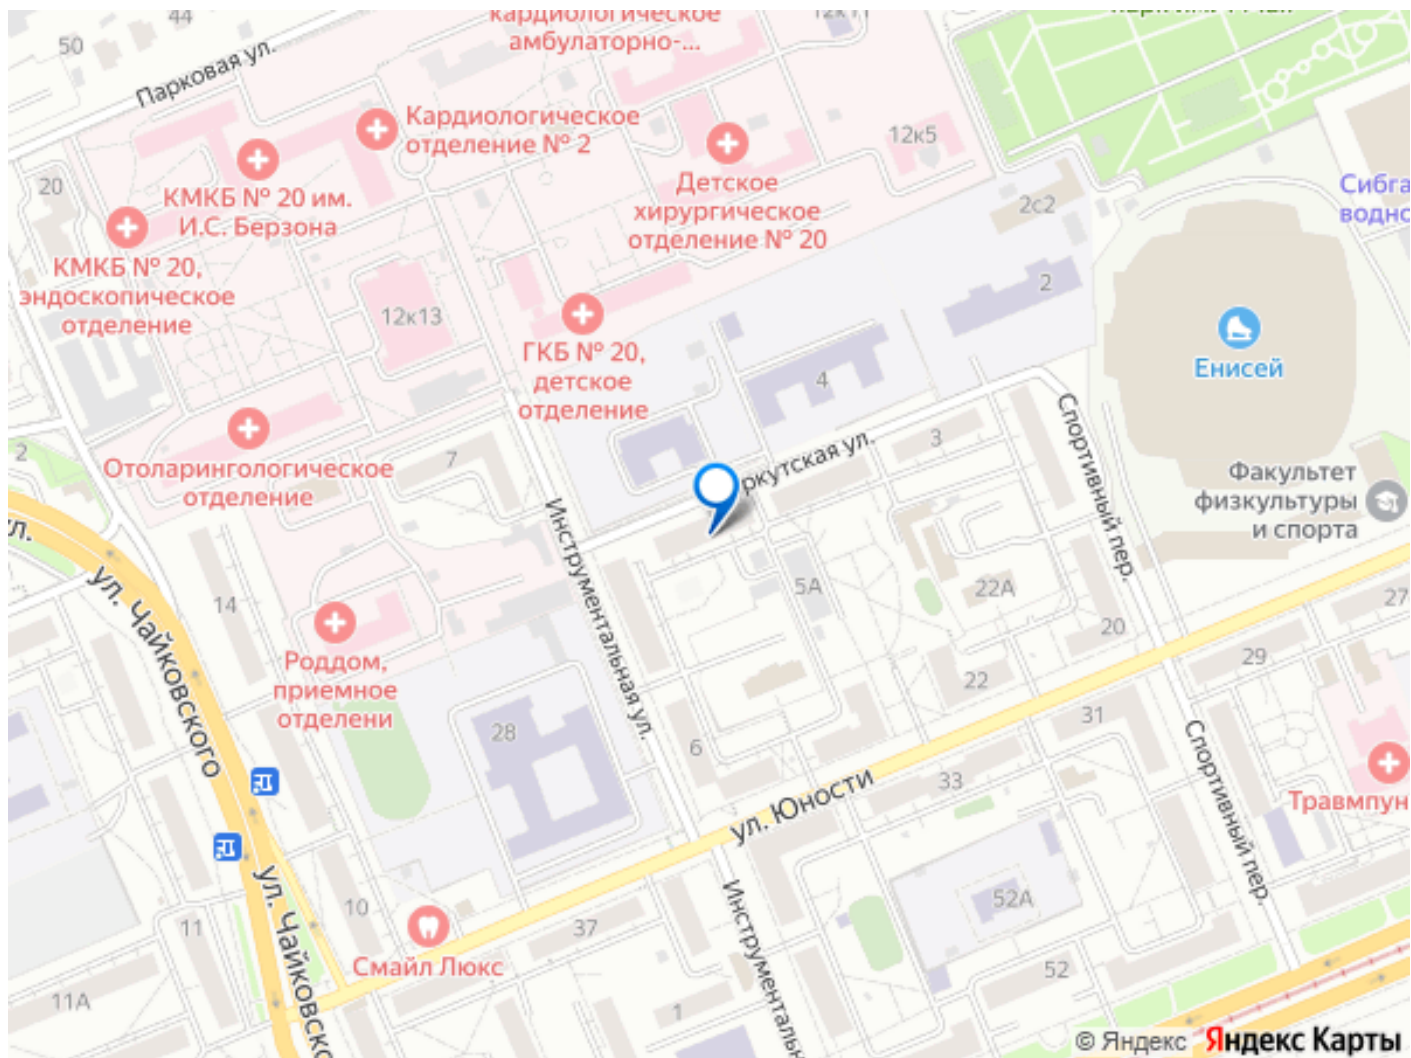 44
50
кардиологическое
амбулаторно-...
Парковая ул.
Кардиологическое
отделение № 2
12к5
20
КМКБ № 20 им.
И.С. Берзона
Детское
хирургическое
отделение № 20
2с2
Сибга
водно
КМКБ № 20,
эндоскопическое
отделение
12к13
2
ГКБ № 20,
детское
отделение
4
Енисей
2
Отоларингологическое
отделение
7
3
ркутская ул.
Спортивный пер.
Факультет
физкультуры
и спорта
ул.
ул. Чайковского
14
Инструментальная ул.
5А
22А
27
20
Роддом,
приемное
отделени
29
22
28
6
31
33
ул. Юности
Спортивный пер.
Травмпун
52А
ул. Чайковско
10
11
37
Инструменталь
Смайл Люкс
52
11А
1
© Яндекс Яндекс Карты